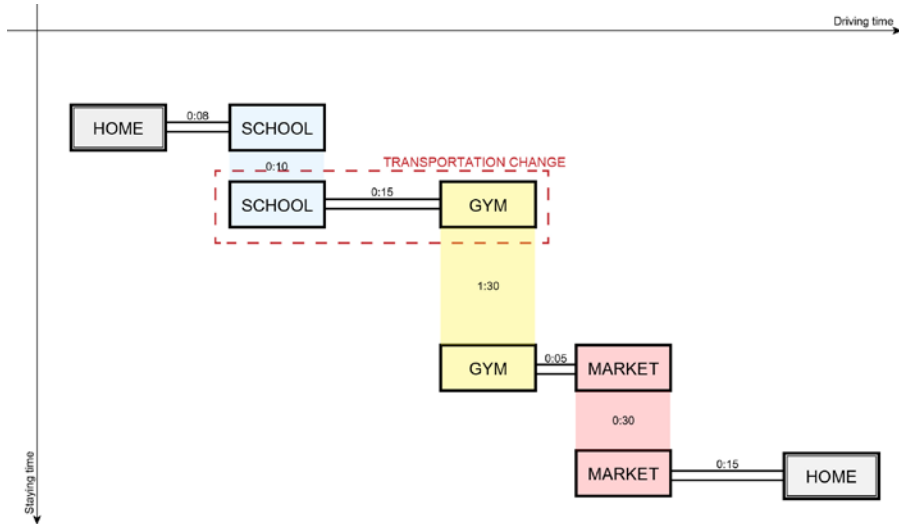 Driving time
HOME
0:08
SCHOOL
0:10
TRANSPORTATION CHANGE
SCHOOL
0:15
GYM
1:30
GYM
0:05
MARKET
0:30
MARKET
0:15
HOME
Staying time